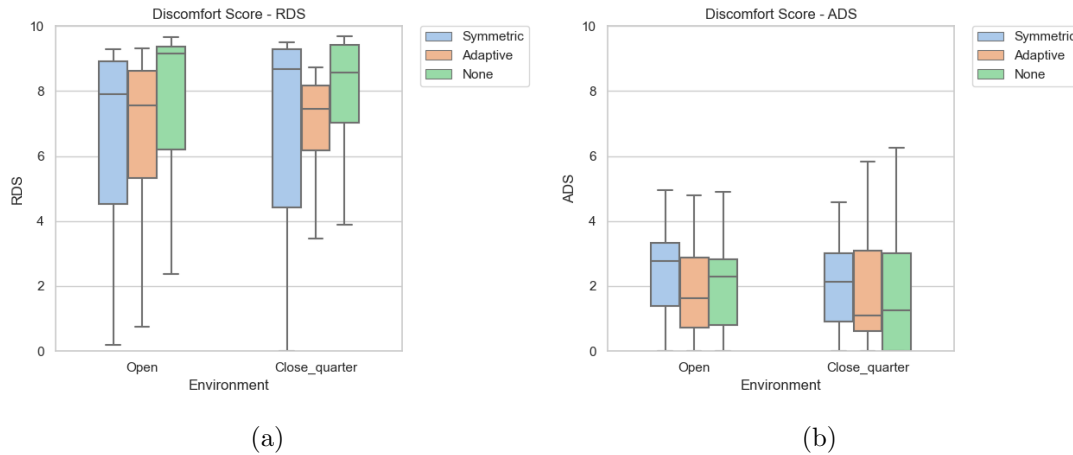 Discomfort Score - RDS
10
8
6
4
2
0
RDS
Open
Close_quarter
Environment
Symmetric
Adaptive
None
(a)
Discomfort Score - ADS
10
8
6
4
2
0
ADS
Open
Close_quarter
Environment
Symmetric
Adaptive
None
(b)